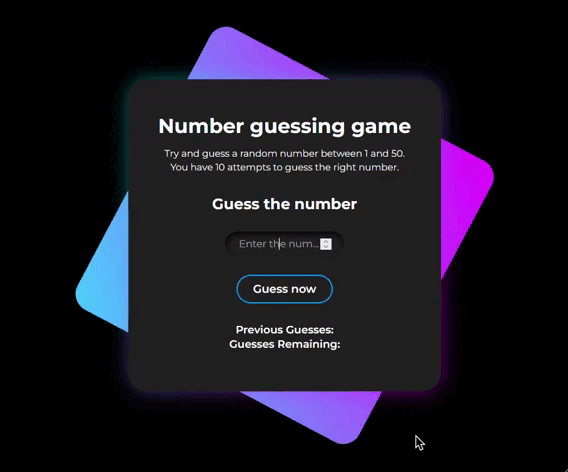 Number guessing game
Try and guess a random number between 1 and 50.
You have 10 attempts to guess the right number.
Guess the number
Enter the num...
Guess now
Previous Guesses:
Guesses Remaining: